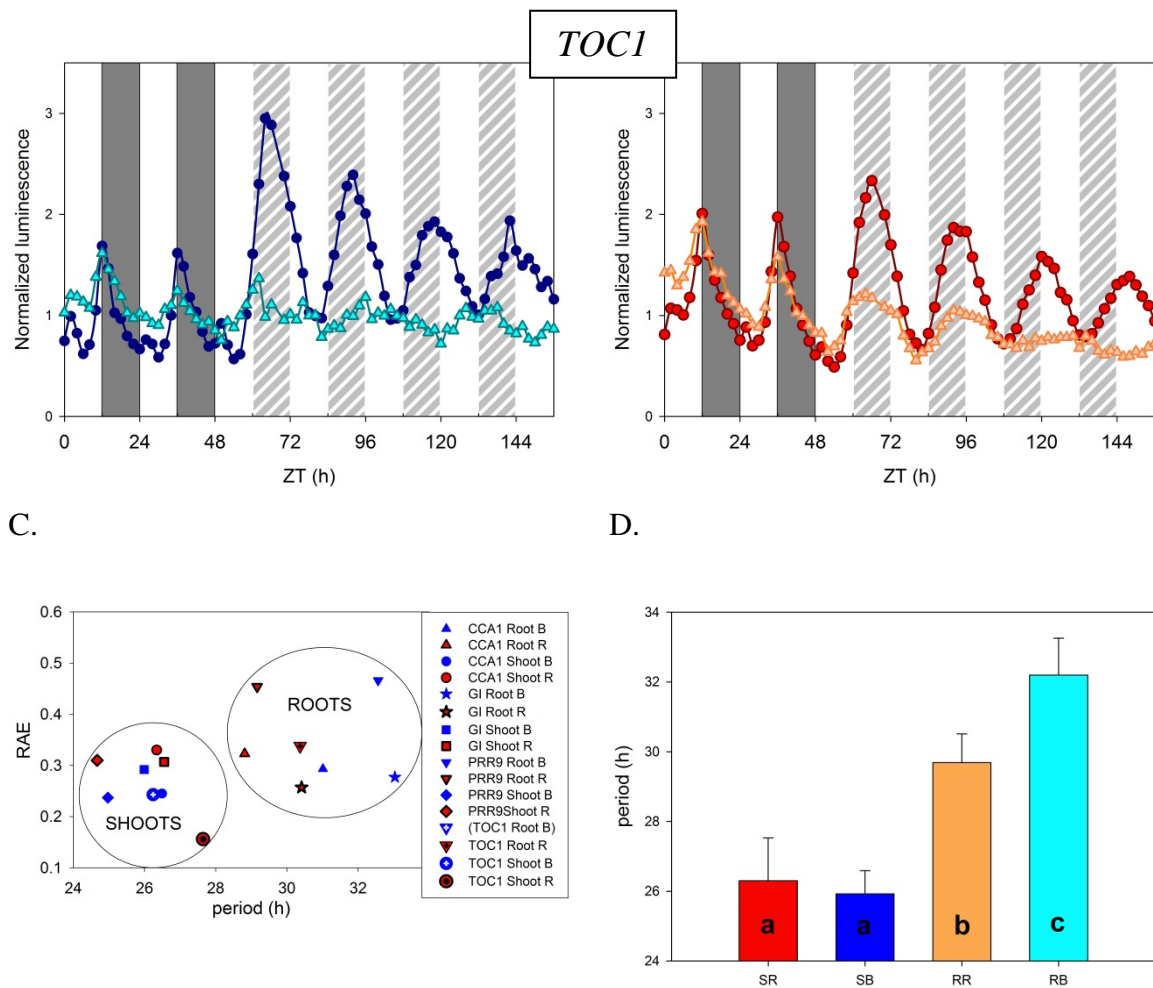 TOC1
Normalized luminescence
3
2
1
0
0 24 48 72 96 120 144
ZT (h)
Normalized luminescence
3
2
1
0
0 24 48 72 96 120 144
ZT (h)
C.
RAE
0.6
0.5
0.4
0.3
0.2
0.1
SHOOTS
ROOTS
24 26 28 30 32
period (h)
CCA1 Root B
CCA1 Root R
CCA1 Shoot B
CCA1 Shoot R
GI Root B
GI Root R
GI Shoot B
GI Shoot R
PRR9 Root B
PRR9 Root R
PRR9 Shoot B
PRR9Shoot R
(TOC1 Root B)
TOC1 Root R
TOC1 Shoot B
TOC1 Shoot R
D.
period (h)
34
32
30
28
26
24
a a b c
SR SB RR RB